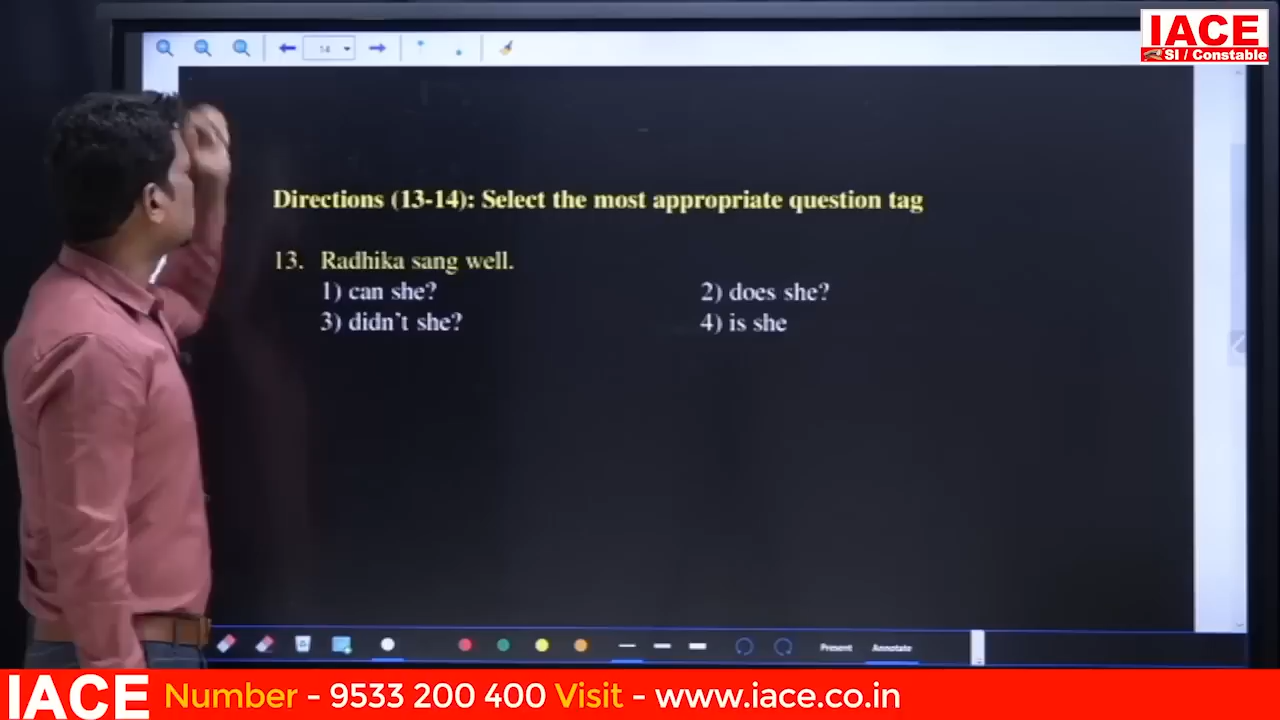 IACE
SI / Constable
14
Directions (13-14): Select the most appropriate question tag
13. Radhika sang well.
1) can she? 2) does she?
3) didn't she? 4) is she
Present Annotate
IACE Number - 9533 200 400 Visit - www.iace.co.in